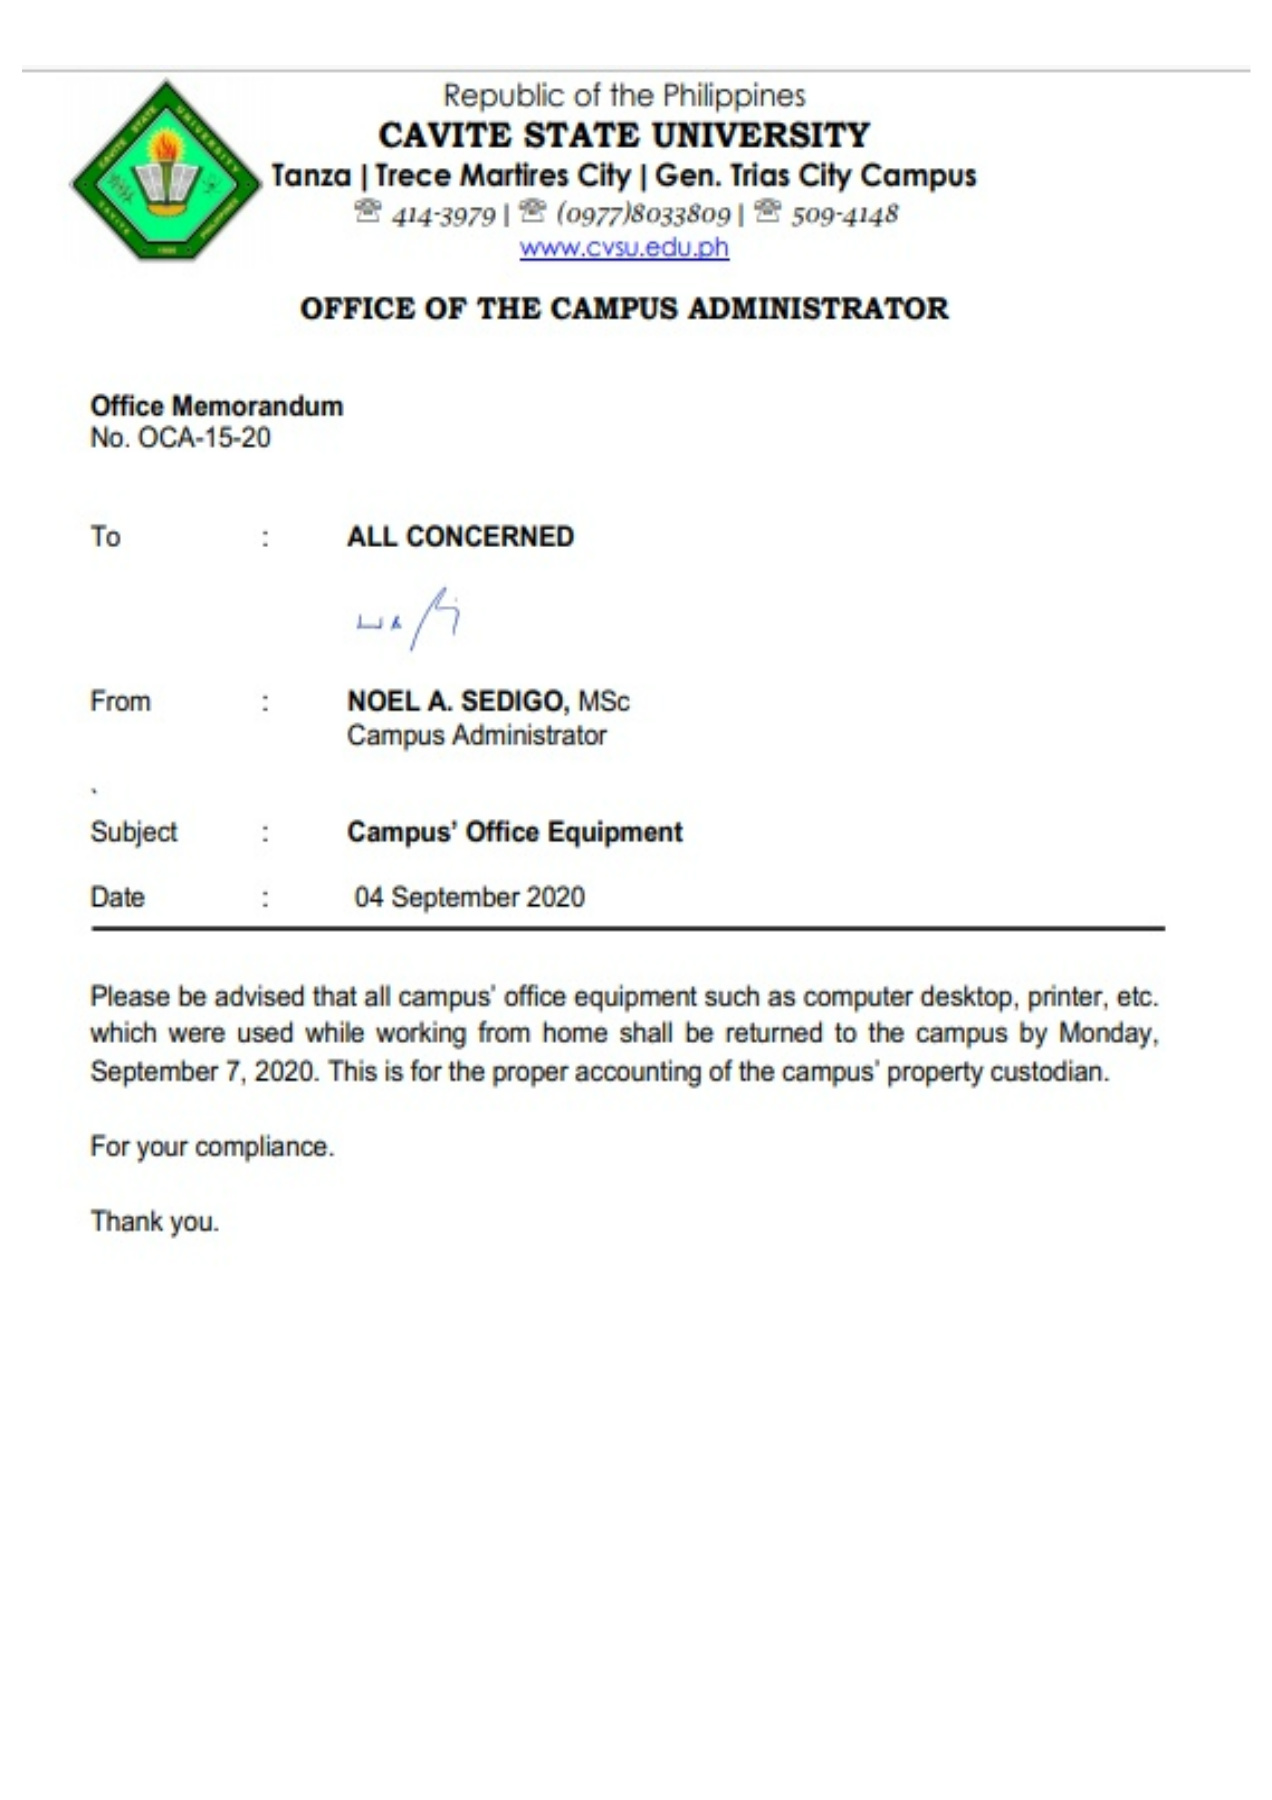 Republic of the Philippines
CAVITE STATE UNIVERSITY
Tanza | Trece Martires City | Gen. Trias City Campus
☏ 414-3979 | ☏ (0977)8033809 | ☏ 509-4148
www.cvsu.edu.ph
CAVITE STATE UNIVERSITY
CAVITE PHILIPPINES
OFFICE OF THE CAMPUS ADMINISTRATOR
Office Memorandum
No. OCA-15-20
To : ALL CONCERNED
From : NOEL A. SEDIGO, MSc
Campus Administrator
Subject : Campus’ Office Equipment
Date : 04 September 2020
Please be advised that all campus’ office equipment such as computer desktop, printer, etc.
which were used while working from home shall be returned to the campus by Monday,
September 7, 2020. This is for the proper accounting of the campus’ property custodian.
For your compliance.
Thank you.